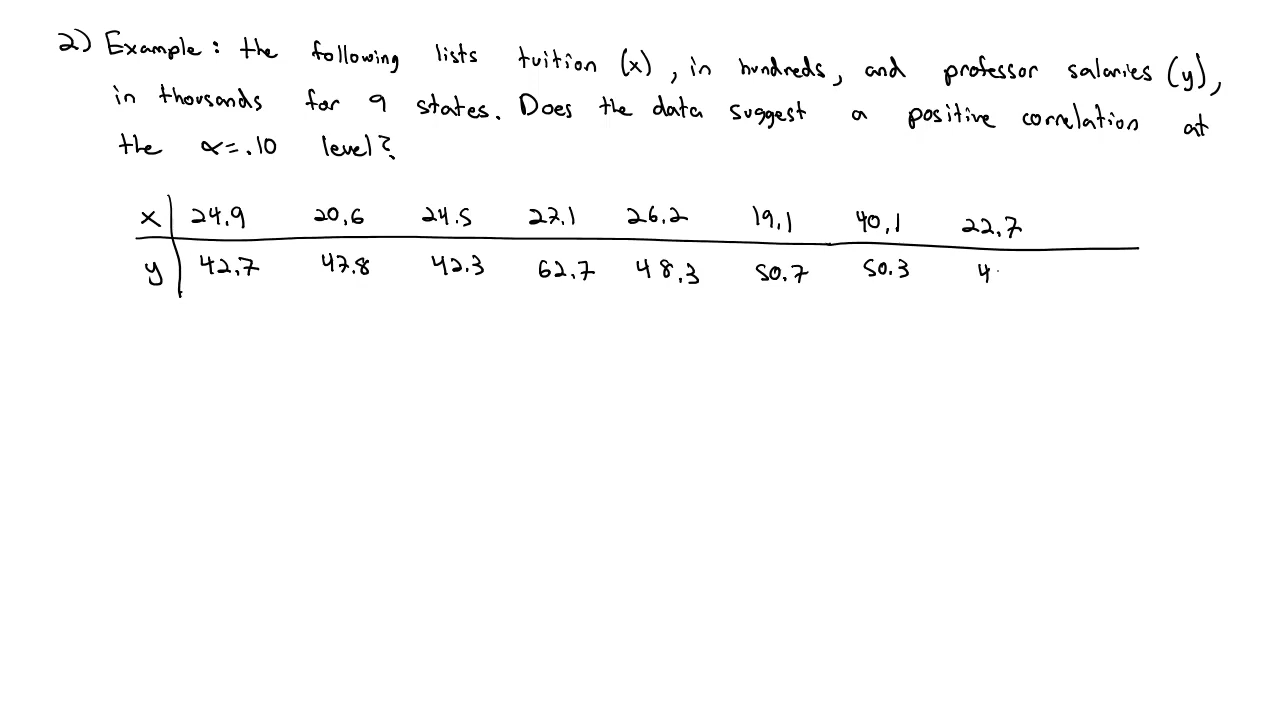 2) Example: the following lists tuition (x), in hundreds, and professor salaries (y),
in thousands for 9 states. Does the data suggest a positive correlation at
the α=.10 level?
x 24.9 20.6 24.5 27.1 26.2 19.1 40.1 22.7
y 42.7 47.8 42.3 62.7 48.3 50.7 50.3 4.